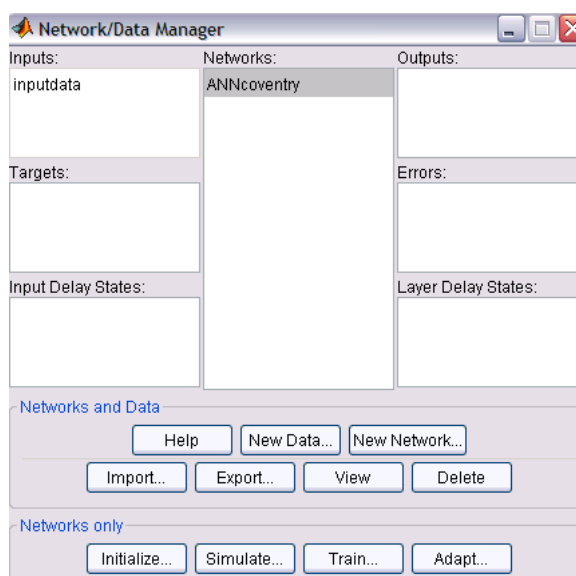 Network/Data Manager
Inputs: Networks: Outputs:
inputdata ANNcoventry
Targets: Errors:
Input Delay States: Layer Delay States:
Networks and Data
Help New Data... New Network...
Import... Export... View Delete
Networks only
Initialize... Simulate... Train... Adapt...